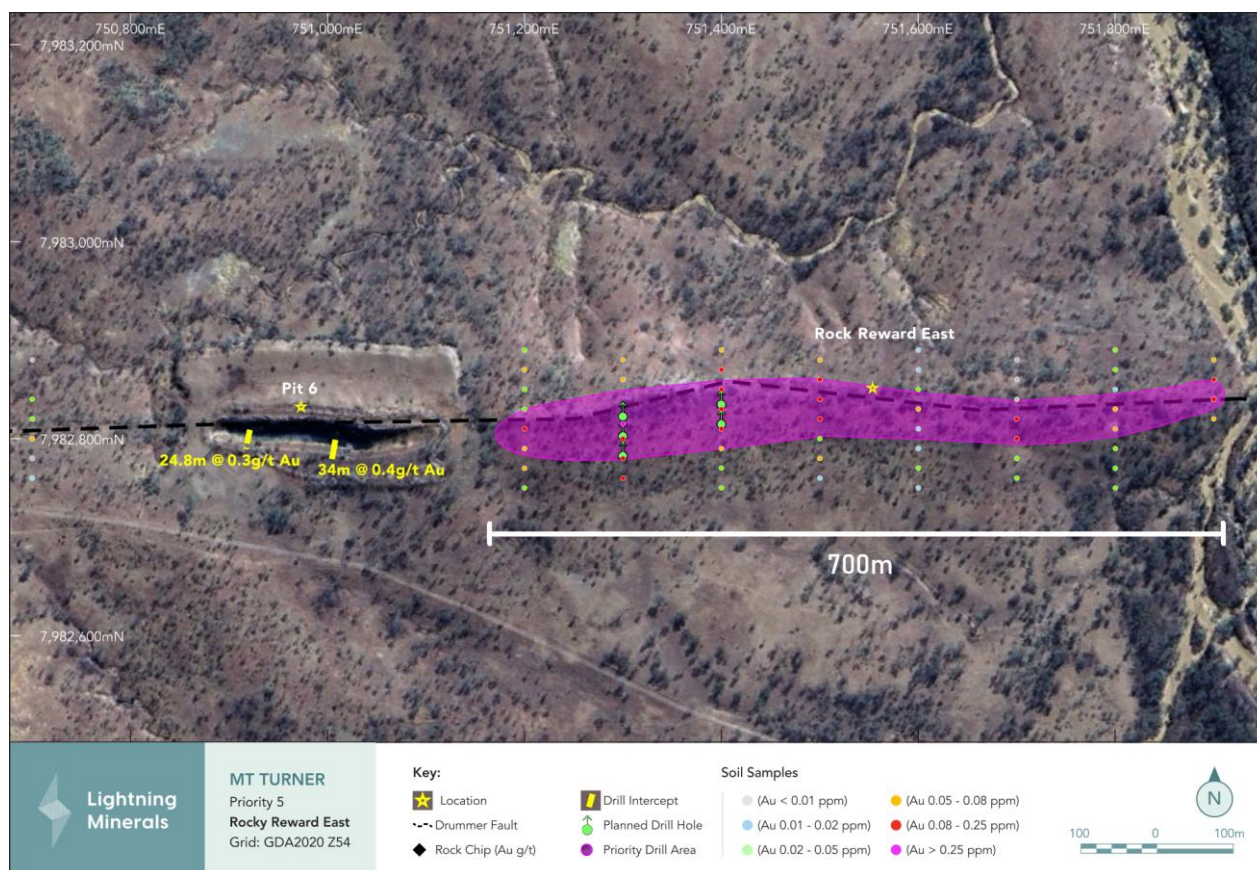 750,800mE 751,000mE 751,200mE 751,400mE 751,600mE 751,800mE
7,983,200mN
7,983,000mN
Rock Reward East
Pit 6
7,982,800mN
24.8m @ 0.3g/t Au
34m @ 0.4g/t Au
700m
7,982,600mN
Lightning
Minerals
MT TURNER
Priority 5
Rocky Reward East
Grid: GDA2020 Z54
Key:
Location
Drummer Fault
Rock Chip (Au g/t)
Drill Intercept
Planned Drill Hole
Priority Drill Area
Soil Samples
(Au < 0.01 ppm)
(Au 0.01 - 0.02 ppm)
(Au 0.02 - 0.05 ppm)
(Au 0.05 - 0.08 ppm)
(Au 0.08 - 0.25 ppm)
(Au > 0.25 ppm)
N
100 0 100m